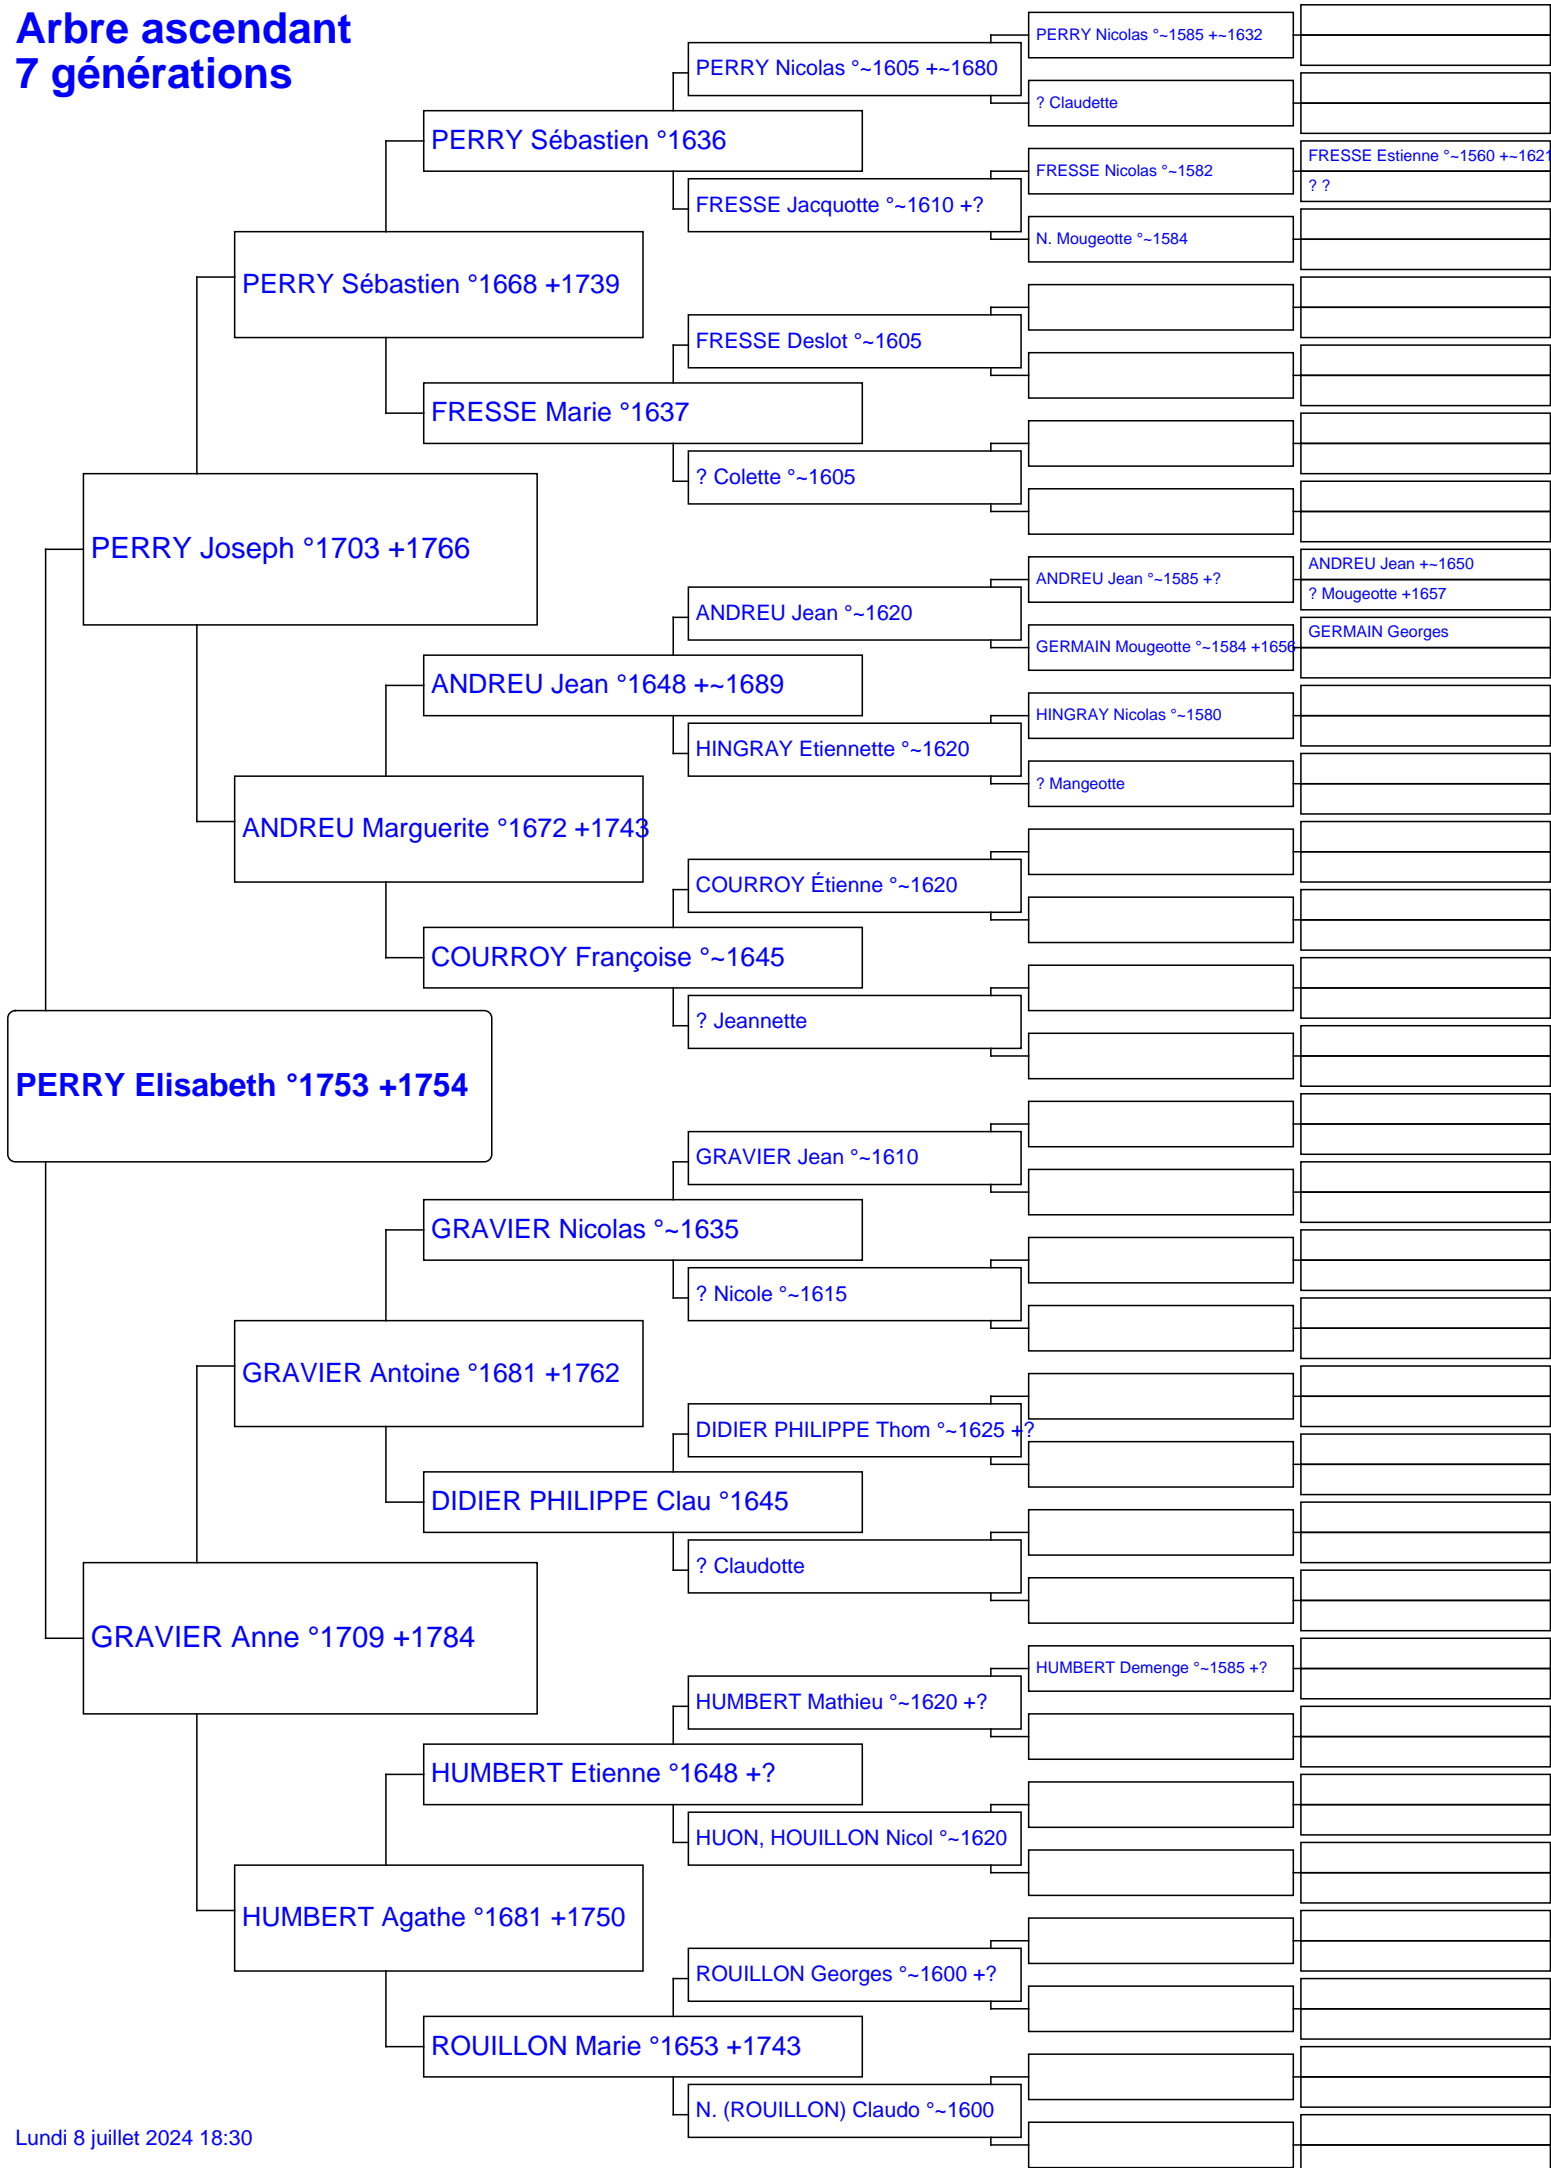 Arbre ascendant
7 générations
PERRY Nicolas °~1585 +~1632
PERRY Nicolas °~1605 +~1680
? Claudette
PERRY Sébastien °1636
FRESSE Estienne °~1560 +~1621
FRESSE Nicolas °~1582
? ?
FRESSE Jacquotte °~1610 +?
N. Mougeotte °~1584
PERRY Sébastien °1668 +1739
FRESSE Deslot °~1605
FRESSE Marie °1637
? Colette °~1605
PERRY Joseph °1703 +1766
ANDREU Jean +~1650
ANDREU Jean °~1585 +?
? Mougeotte +1657
ANDREU Jean °~1620
GERMAIN Georges
GERMAIN Mougeotte °~1584 +1656
ANDREU Jean °1648 +~1689
HINGRAY Nicolas °~1580
HINGRAY Etiennette °~1620
? Mangeotte
ANDREU Marguerite °1672 +1743
COURROY Étienne °~1620
COURROY Françoise °~1645
? Jeannette
PERRY Elisabeth °1753 +1754
GRAVIER Jean °~1610
GRAVIER Nicolas °~1635
? Nicole °~1615
GRAVIER Antoine °1681 +1762
DIDIER PHILIPPE Thom °~1625 +?
DIDIER PHILIPPE Clau °1645
? Claudotte
GRAVIER Anne °1709 +1784
HUMBERT Demenge °~1585 +?
HUMBERT Mathieu °~1620 +?
HUMBERT Etienne °1648 +?
HUON, HOUILLON Nicol °~1620
HUMBERT Agathe °1681 +1750
ROUILLON Georges °~1600 +?
ROUILLON Marie °1653 +1743
N. (ROUILLON) Claudo °~1600
Lundi 8 juillet 2024 18:30